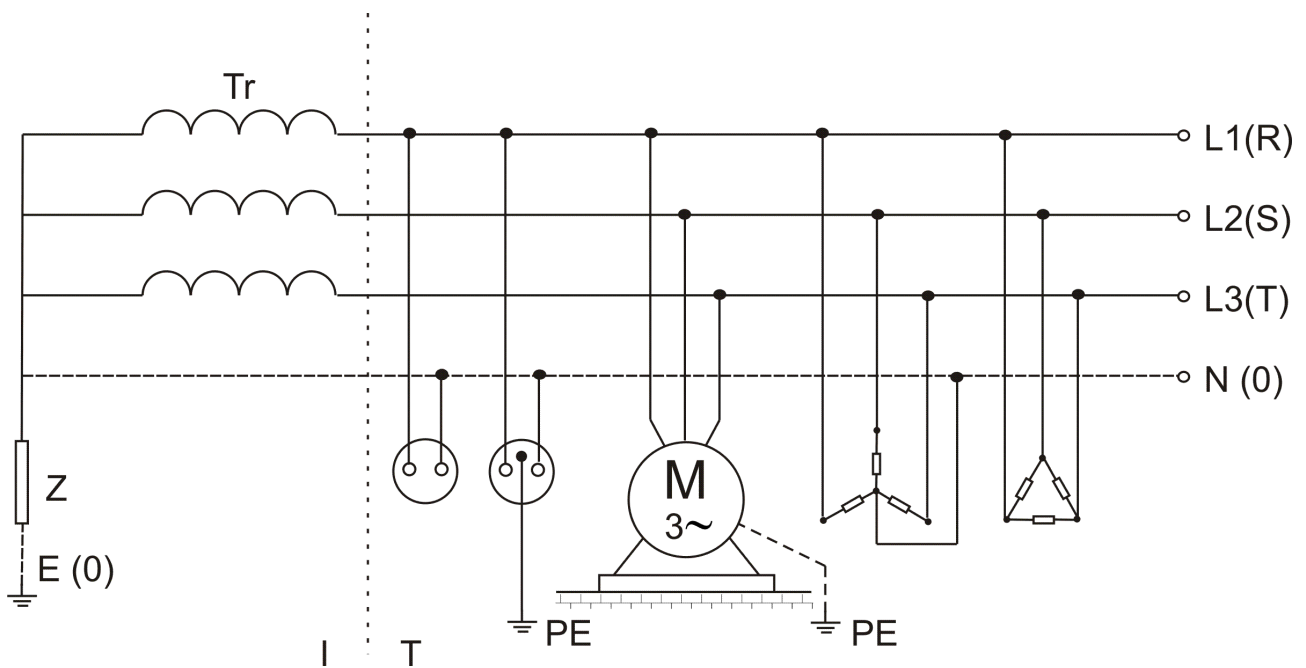 Tr
L1(R)
L2(S)
L3(T)
N (0)
Z
M
3~
E (0)
PE
PE
I T